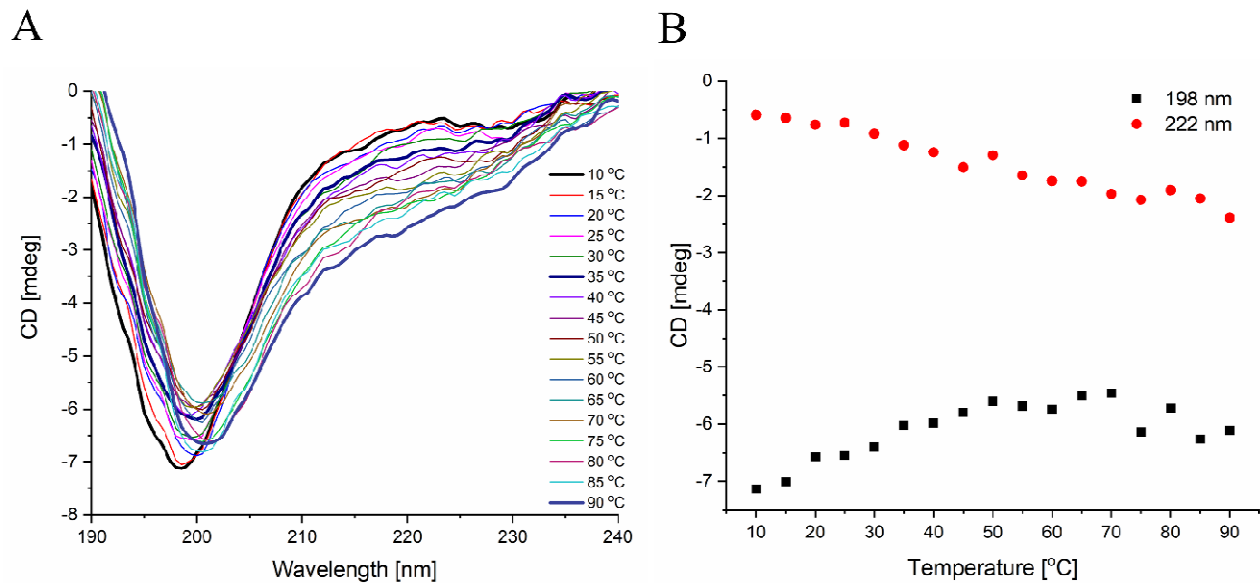 A
B
0
-1
-2
-3
-4
-5
-6
-7
-8
CD [mdeg]
190
200
210
220
230
240
Wavelength [nm]
10 °C
15 °C
20 °C
25 °C
30 °C
35 °C
40 °C
45 °C
50 °C
55 °C
60 °C
65 °C
70 °C
75 °C
80 °C
85 °C
90 °C
0
-1
-2
-3
-4
-5
-6
-7
CD [mdeg]
198 nm
222 nm
10
20
30
40
50
60
70
80
90
Temperature [°C]